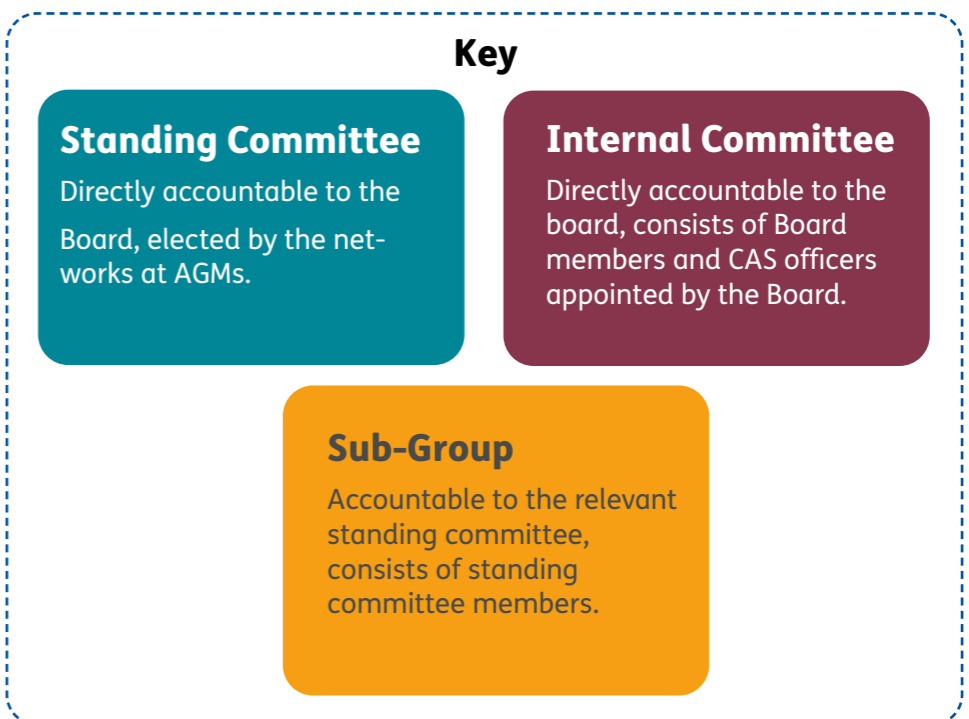 Key
Standing Committee
Directly accountable to the
Board, elected by the net-
works at AGMs.
Internal Committee
Directly accountable to the
board, consists of Board
members and CAS officers
appointed by the Board.
Sub-Group
Accountable to the relevant
standing committee,
consists of standing
committee members.